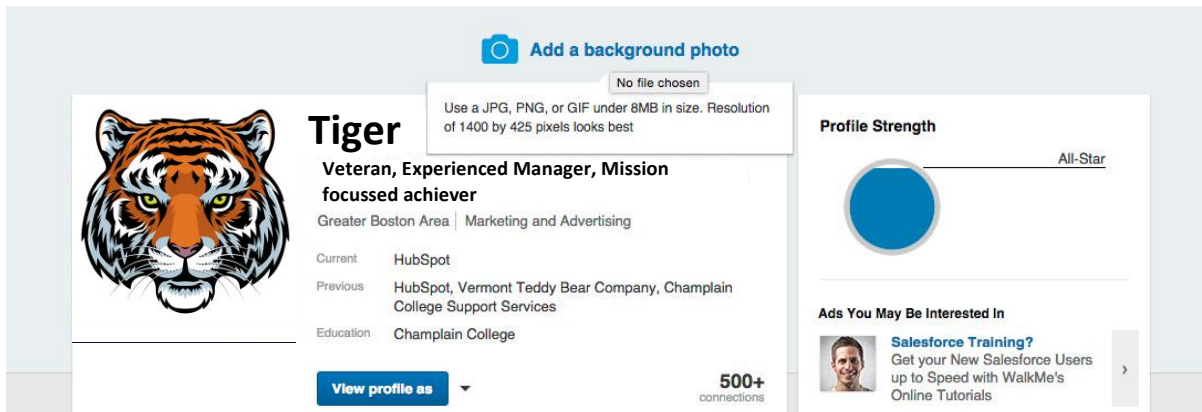 Add a background photo
No file chosen
Use a JPG, PNG, or GIF under 8MB in size. Resolution
of 1400 by 425 pixels looks best
Tiger
Veteran, Experienced Manager, Mission
focussed achiever
Greater Boston Area | Marketing and Advertising
Current HubSpot
Previous HubSpot, Vermont Teddy Bear Company, Champlain
College Support Services
Education Champlain College
View profile as
500+
connections
Profile Strength
All-Star
Ads You May Be Interested In
Salesforce Training?
Get your New Salesforce Users
up to Speed with WalkMe's
Online Tutorials